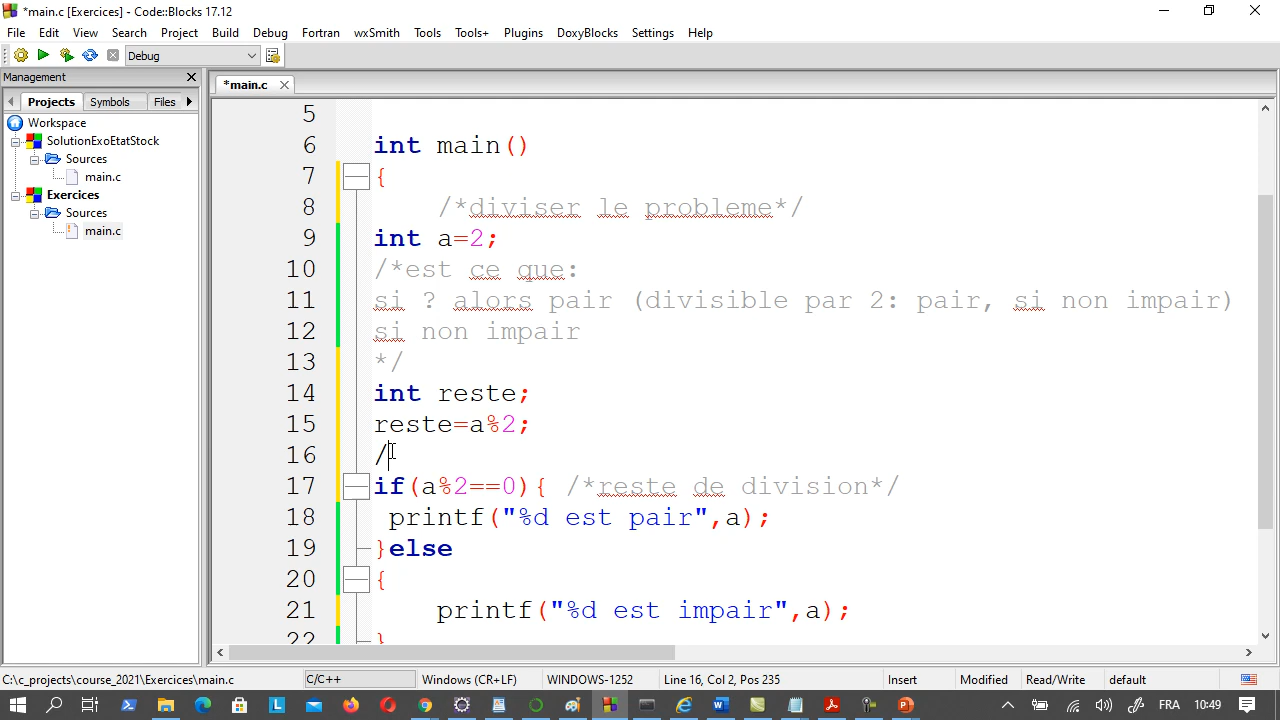 *main.c [Exercices] - Code::Blocks 17.12
File Edit View Search Project Build Debug Fortran wxSmith Tools Tools+ Plugins DoxyBlocks Settings Help
Debug
Management
*main.c
Projects Symbols Files
Workspace
SolutionExoEtatStock
Sources
main.c
Exercices
Sources
main.c
5
6 int main()
7 {
8 /*diviser le probleme*/
9 int a=2;
10 /*est ce que:
11 si ? alors pair (divisible par 2: pair, si non impair)
12 si non impair
13 */
14 int reste;
15 reste=a%2;
16 /
17 if(a%2==0){ /*reste de division*/
18 printf("%d est pair",a);
19 }else
20 {
21 printf("%d est impair",a);
22 }
C:\c_projects\course_2021\Exercices\main.c C/C++ Windows (CR+LF) WINDOWS-1252 Line 16, Col 2, Pos 235 Insert Modified Read/Write default
FRA 10:49